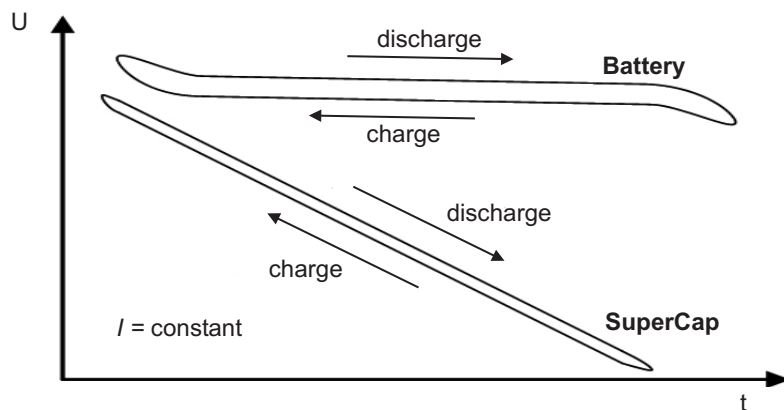 U
discharge
Battery
charge
discharge
charge
I = constant
SuperCap
t